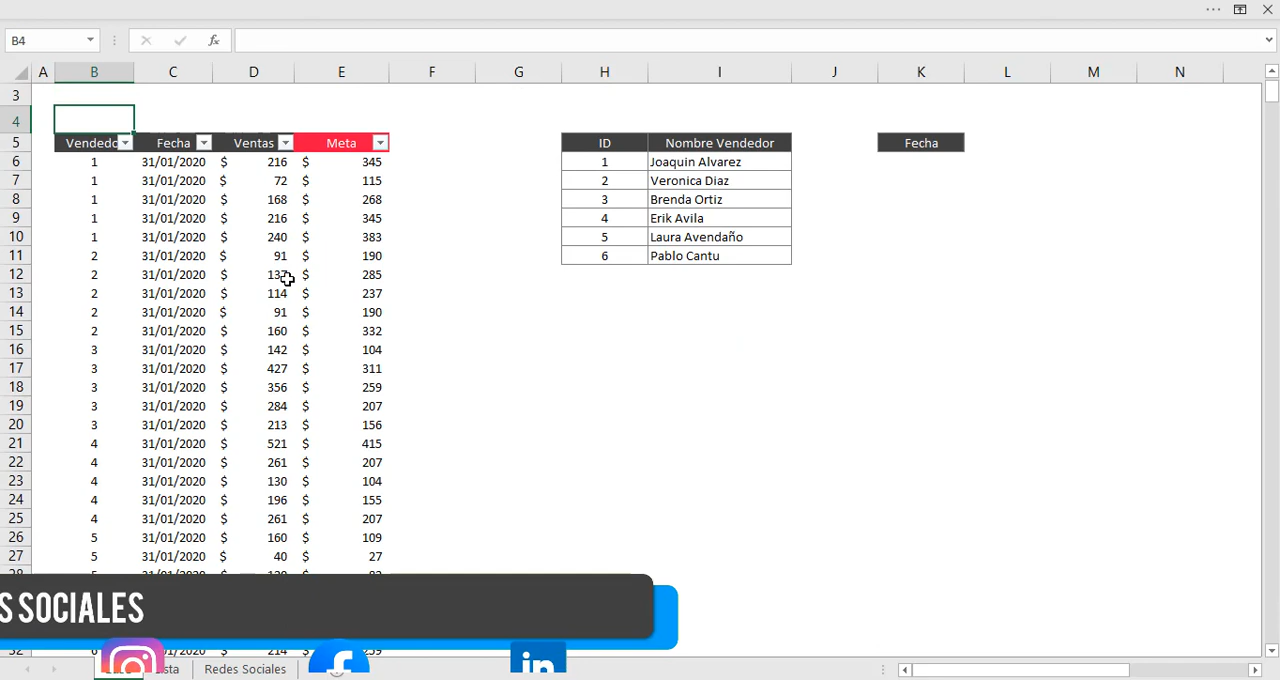 B4
fx
A B C D E F G H I J K L M N
3
4
5 Vendedo Fecha Ventas Meta ID Nombre Vendedor Fecha
6 1 31/01/2020 $ 216 $ 345 1 Joaquin Alvarez
7 1 31/01/2020 $ 72 $ 115 2 Veronica Diaz
8 1 31/01/2020 $ 168 $ 268 3 Brenda Ortiz
9 1 31/01/2020 $ 216 $ 345 4 Erik Avila
10 1 31/01/2020 $ 240 $ 383 5 Laura Avendaño
11 2 31/01/2020 $ 91 $ 190 6 Pablo Cantu
12 2 31/01/2020 $ 137 $ 285
13 2 31/01/2020 $ 114 $ 237
14 2 31/01/2020 $ 91 $ 190
15 2 31/01/2020 $ 160 $ 332
16 3 31/01/2020 $ 142 $ 104
17 3 31/01/2020 $ 427 $ 311
18 3 31/01/2020 $ 356 $ 259
19 3 31/01/2020 $ 284 $ 207
20 3 31/01/2020 $ 213 $ 156
21 4 31/01/2020 $ 521 $ 415
22 4 31/01/2020 $ 261 $ 207
23 4 31/01/2020 $ 130 $ 104
24 4 31/01/2020 $ 196 $ 155
25 4 31/01/2020 $ 261 $ 207
26 5 31/01/2020 $ 160 $ 109
27 5 31/01/2020 $ 40 $ 27
S SOCIALES
Redes Sociales
f
in